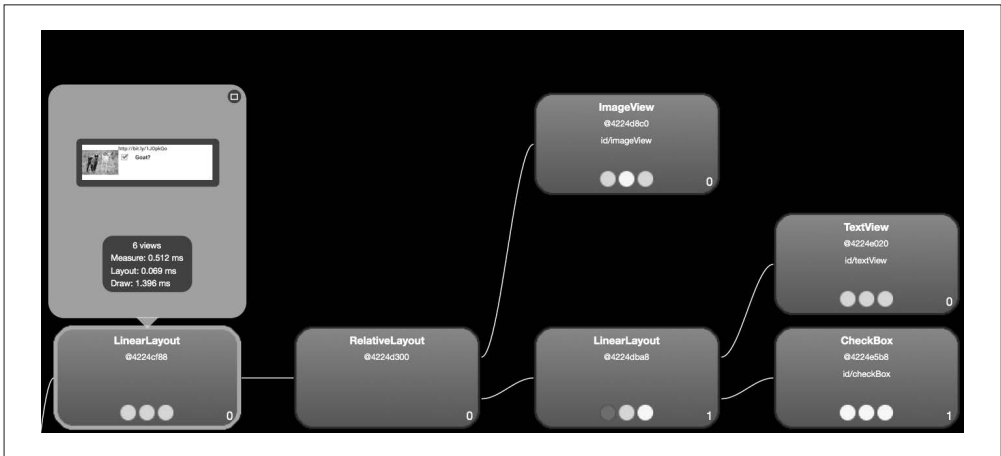 http://bit.ly/1J0pkGe
Goat?
6 views
Measure: 0.512 ms
Layout: 0.069 ms
Draw: 1.396 ms
LinearLayout
@4224cf88
0
RelativeLayout
@4224d300
0
ImageView
@4224d8c0
id/imageView
0
LinearLayout
@4224dba8
1
TextView
@4224e020
id/textView
0
CheckBox
@4224e5b8
id/checkBox
1